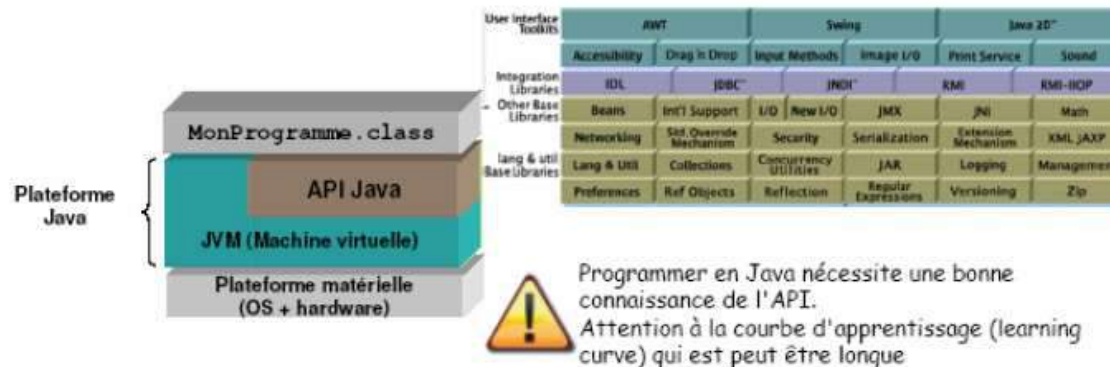 User Interface Toolkits
AWT Swing Java 2D™
Accessibility Drag n Drop Input Methods Image I/O Print Service Sound
Integration Libraries
IDL JDBC™ JNDI™ RMI RMI-IIOP
Other Base Libraries
Beans Int'l Support I/O New I/O JMX JNI Math
Networking Std. Override Mechanism Security Serialization Extension Mechanism XML JAXP
lang & util Base Libraries
Lang & Util Collections Concurrency Utilities JAR Logging Management
Preferences Ref Objects Reflection Regular Expressions Versioning Zip
MonProgramme.class
Plateforme
Java
API Java
JVM (Machine virtuelle)
Plateforme matérielle
(OS + hardware)
Programmer en Java nécessite une bonne
connaissance de l'API.
Attention à la courbe d'apprentissage (learning
curve) qui est peut être longue